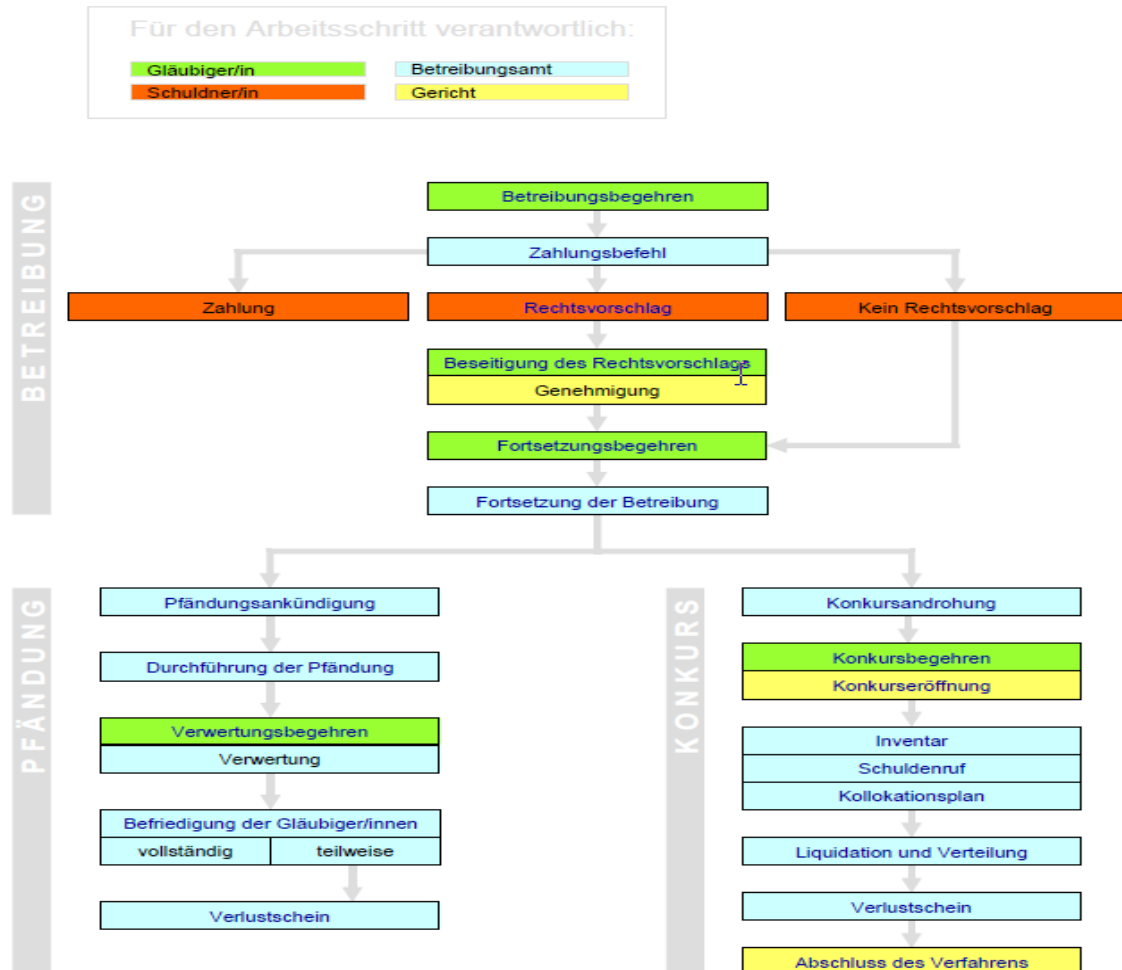 Für den Arbeitsschritt verantwortlich:
Gläubiger/in
Betreibungsamt
Schuldner/in
Gericht
BETREIBUNG
Betreibungsbegehren
Zahlungsbefehl
Zahlung
Rechtsvorschlag
Kein Rechtsvorschlag
Beseitigung des Rechtsvorschlags
Genehmigung
Fortsetzungsbegehren
Fortsetzung der Betreibung
PFÄNDUNG
Pfändungsankündigung
Durchführung der Pfändung
Verwertungsbegehren
Verwertung
Befriedigung der Gläubiger/innen
vollständig
teilweise
Verlustschein
KONKURS
Konkursandrohung
Konkursbegehren
Konkurseröffnung
Inventar
Schuldenruf
Kollokationsplan
Liquidation und Verteilung
Verlustschein
Abschluss des Verfahrens